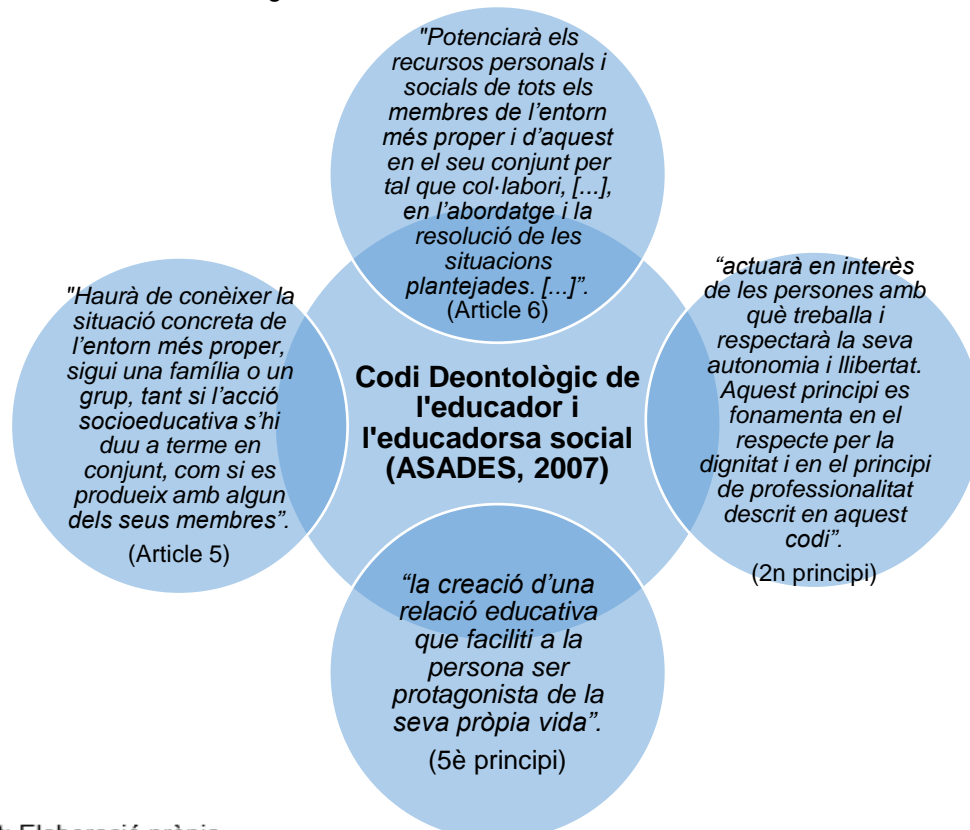 "Potenciarà els
recursos personals i
socials de tots els
membres de l’entorn
més proper i d’aquest
en el seu conjunt per
tal que col·labori, [...],
en l’abordatge i la
resolució de les
situacions
plantejades. [...]”.
(Article 6)
"Haurà de conèixer la
situació concreta de
l’entorn més proper,
sigui una família o un
grup, tant si l’acció
socioeducativa s’hi
duu a terme en
conjunt, com si es
produeix amb algun
dels seus membres”.
(Article 5)
Codi Deontològic de
l'educador i
l'educadorsa social
(ASADES, 2007)
“actuarà en interès
de les persones amb
què treballa i
respectarà la seva
autonomia i llibertat.
Aquest principi es
fonamenta en el
respecte per la
dignitat i en el principi
de professionalitat
descrit en aquest
codi”.
(2n principi)
“la creació d’una
relació educativa
que faciliti a la
persona ser
protagonista de la
seva pròpia vida”.
(5è principi)
Elaboració pròpia